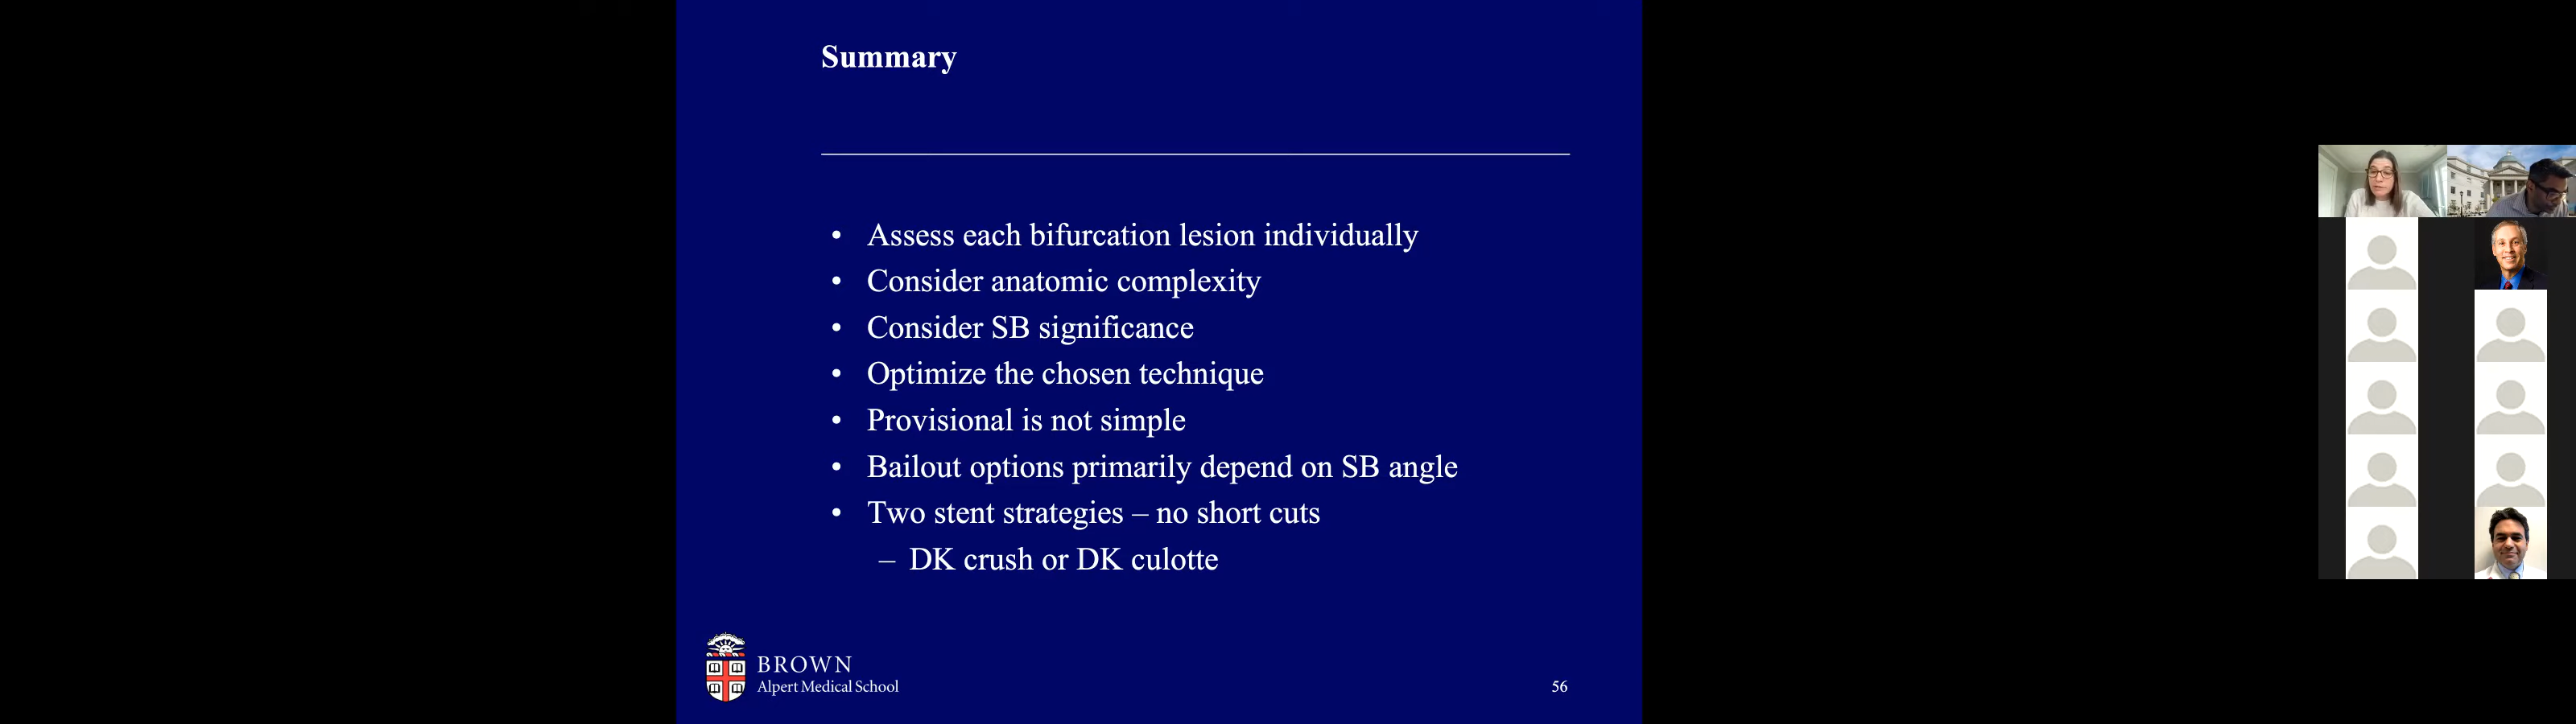 Summary
• Assess each bifurcation lesion individually
• Consider anatomic complexity
• Consider SB significance
• Optimize the chosen technique
• Provisional is not simple
• Bailout options primarily depend on SB angle
• Two stent strategies – no short cuts
– DK crush or DK culotte
BROWN
Alpert Medical School
56